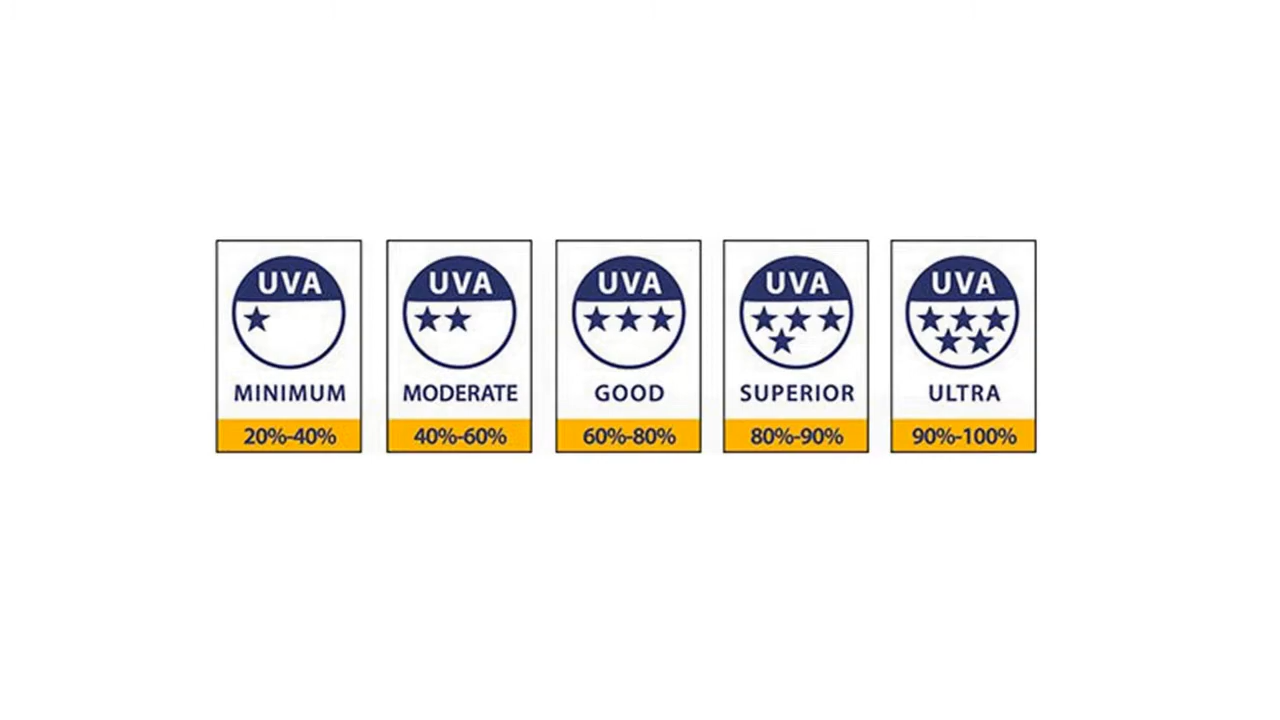 UVA
MINIMUM
20%-40%
UVA
MODERATE
40%-60%
UVA
GOOD
60%-80%
UVA
SUPERIOR
80%-90%
UVA
ULTRA
90%-100%